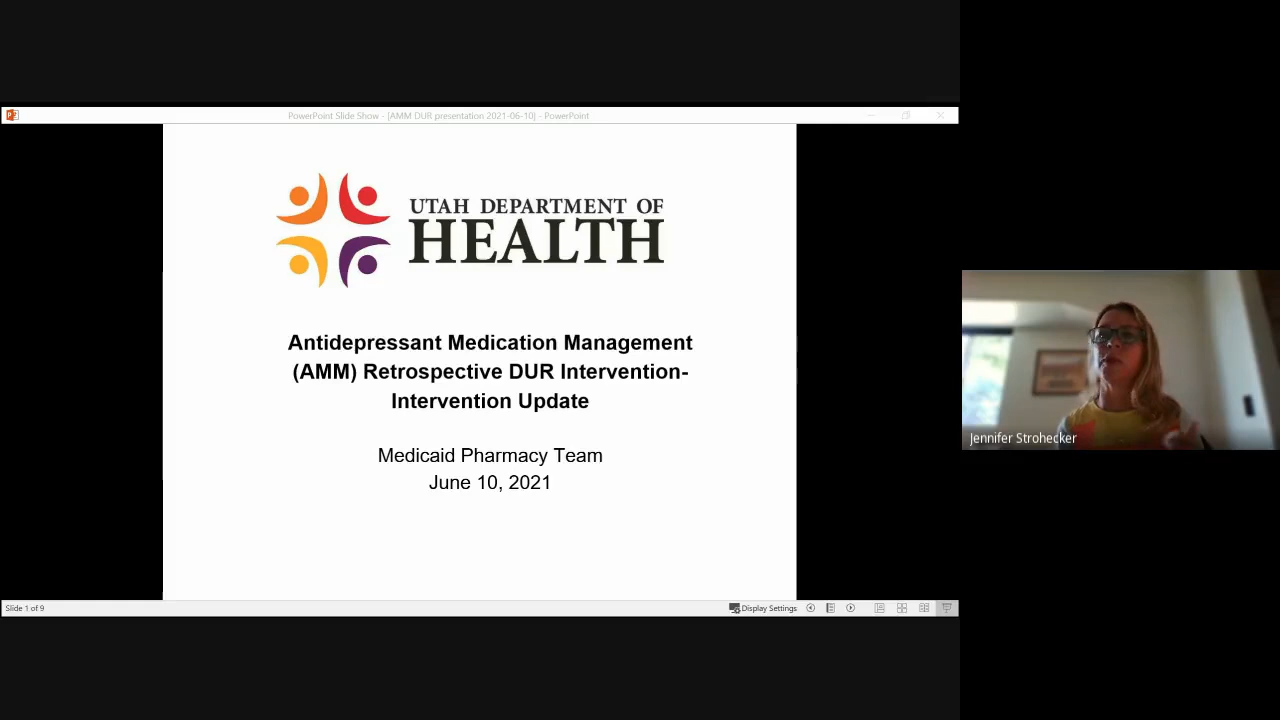 PowerPoint Slide Show - [AMM DUR presentation 2021-06-10] - PowerPoint
UTAH DEPARTMENT OF
HEALTH
Antidepressant Medication Management
(AMM) Retrospective DUR Intervention-
Intervention Update
Medicaid Pharmacy Team
June 10, 2021
Jennifer Strohecker
Slide 1 of 9
Display Settings